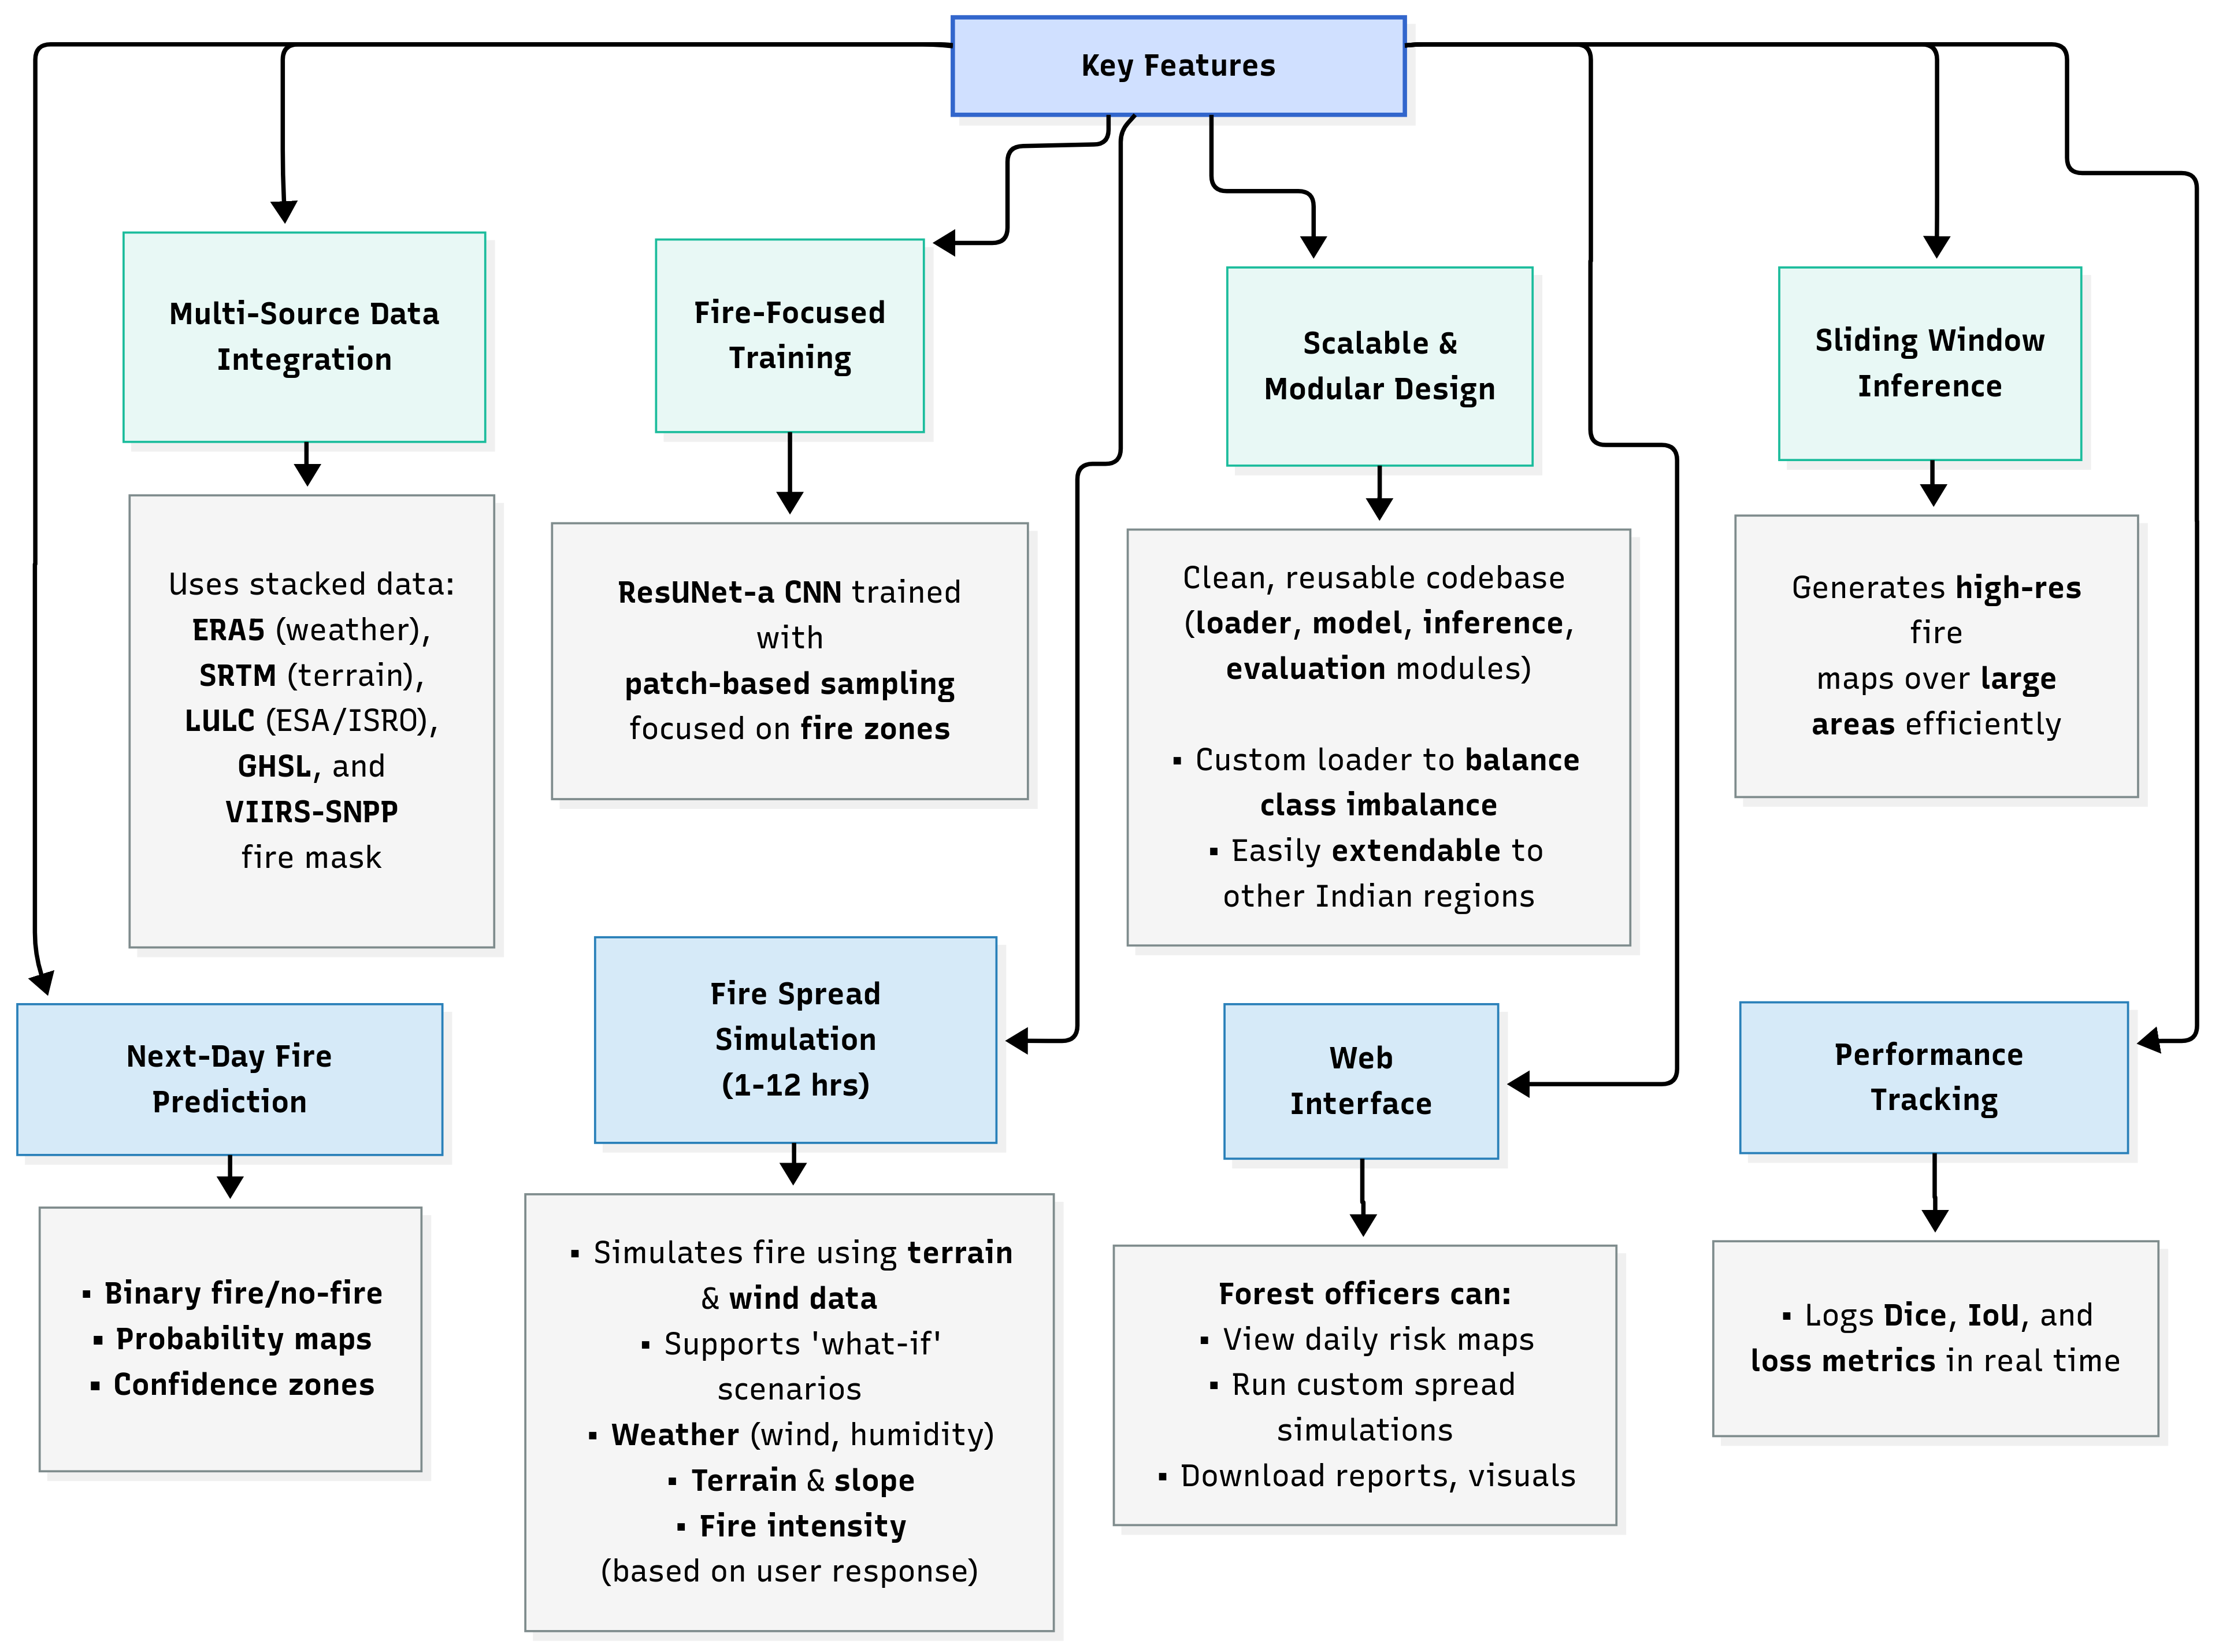 Key Features
Multi-Source Data
Integration
Fire-Focused
Training
Scalable &
Modular Design
Sliding Window
Inference
Uses stacked data:
ERA5 (weather),
SRTM (terrain),
LULC (ESA/ISRO),
GHSL, and
VIIRS-SNPP
fire mask
ResUNet-a CNN trained
with
patch-based sampling
focused on fire zones
Clean, reusable codebase
(loader, model, inference,
evaluation modules)
▪ Custom loader to balance
class imbalance
▪ Easily extendable to
other Indian regions
Generates high-res
fire
maps over large
areas efficiently
Next-Day Fire
Prediction
Fire Spread
Simulation
(1-12 hrs)
Web
Interface
Performance
Tracking
▪ Binary fire/no-fire
▪ Probability maps
▪ Confidence zones
▪ Simulates fire using terrain
& wind data
▪ Supports 'what-if'
scenarios
▪ Weather (wind, humidity)
▪ Terrain & slope
▪ Fire intensity
(based on user response)
Forest officers can:
▪ View daily risk maps
▪ Run custom spread
simulations
▪ Download reports, visuals
▪ Logs Dice, IoU, and
loss metrics in real time